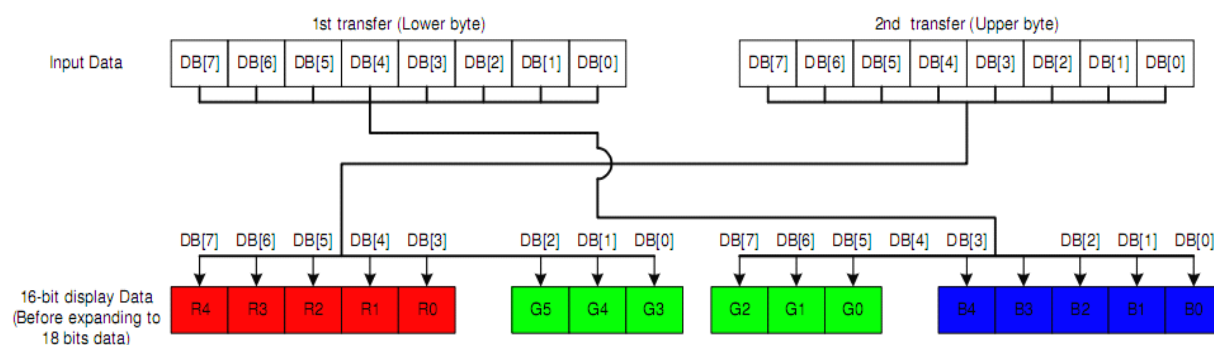 1st transfer (Lower byte) 2nd transfer (Upper byte)
Input Data DB[7] DB[6] DB[5] DB[4] DB[3] DB[2] DB[1] DB[0] DB[7] DB[6] DB[5] DB[4] DB[3] DB[2] DB[1] DB[0]
DB[7] DB[6] DB[5] DB[4] DB[3] DB[2] DB[1] DB[0] DB[7] DB[6] DB[5] DB[4] DB[3] DB[2] DB[1] DB[0]
16-bit display Data
(Before expanding to
18 bits data)
R4 R3 R2 R1 R0 G5 G4 G3 G2 G1 G0 B4 B3 B2 B1 B0